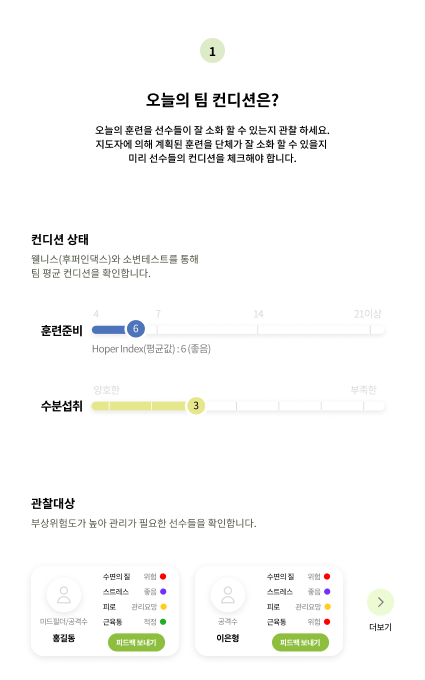 1
오늘의 팀 컨디션은?
오늘의 훈련을 선수들이 잘 소화 할 수 있는지 관찰 하세요.
지도자에 의해 계획된 훈련을 단체가 잘 소화 할 수 있을지
미리 선수들의 컨디션을 체크해야 합니다.
컨디션 상태
웰니스(후퍼인댁스)와 소변테스트를 통해
팀 평균 컨디션을 확인합니다.
4 7 14 21이상
훈련준비 6
Hoper Index(평균값) : 6 (좋음)
양호한 부족한
수분섭취 3
관찰대상
부상위험도가 높아 관리가 필요한 선수들을 확인합니다.
미드필더/공격수
홍길동
수면의 질 위험
스트레스 좋음
피로 관리요망
근육통 적정
피드백 보내기
공격수
이은형
수면의 질 위험
스트레스 좋음
피로 관리요망
근육통 위험
피드백 보내기
더보기